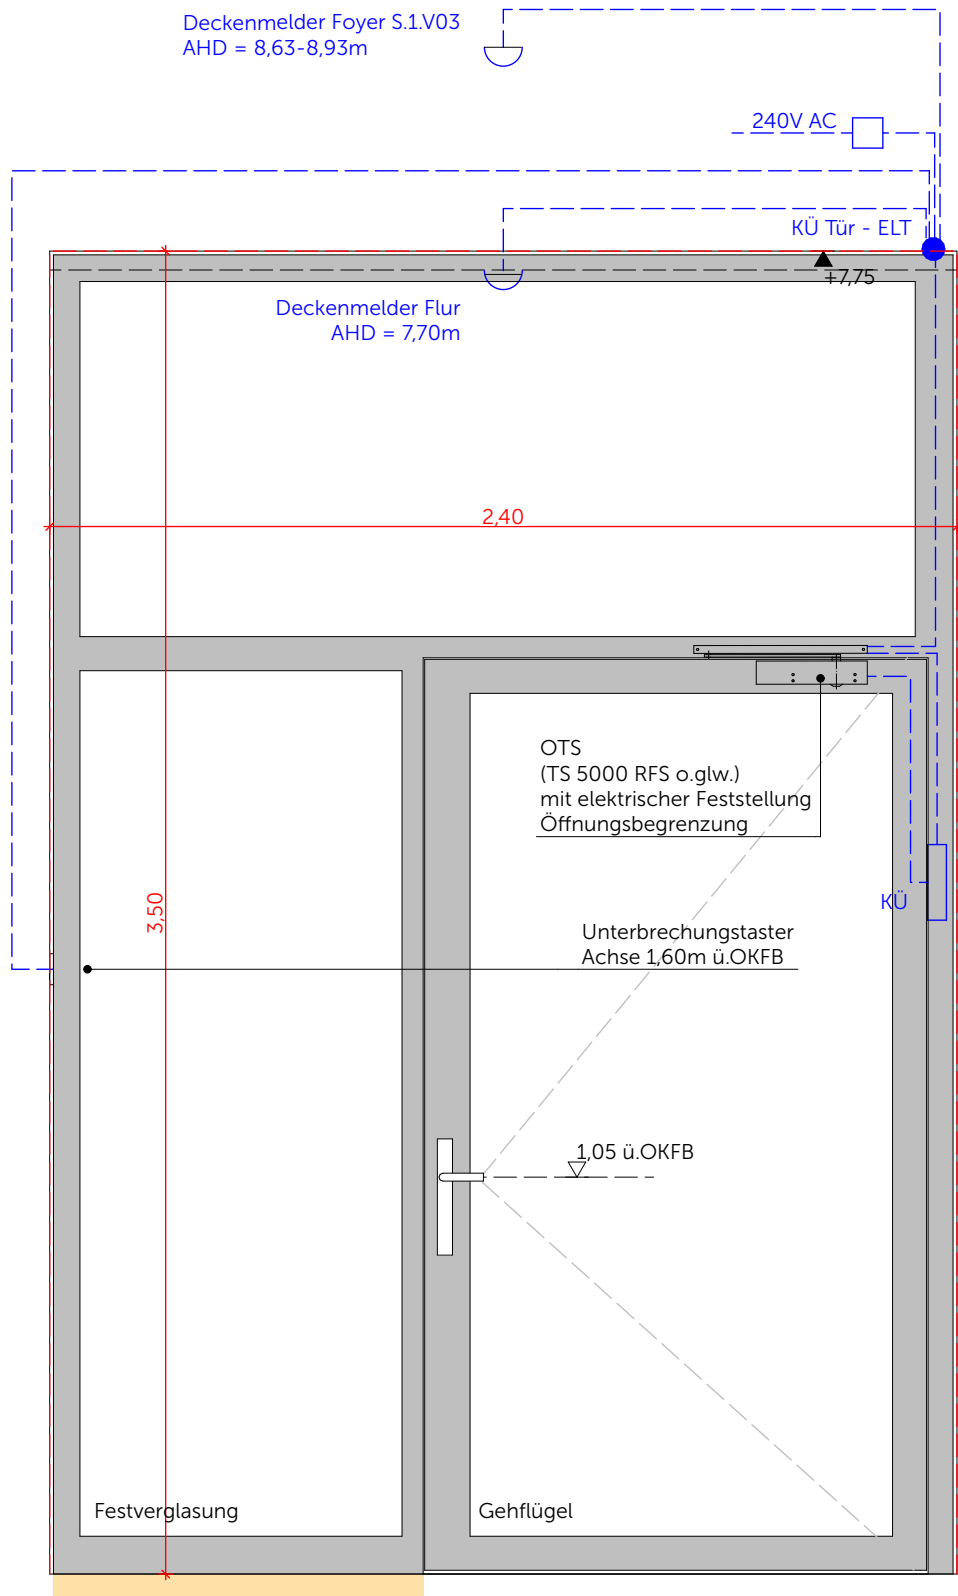 Deckenmelder Foyer S.1.V03
AHD = 8,63-8,93m
240V AC
KÜ Tür - ELT
+7,75
Deckenmelder Flur
AHD = 7,70m
2,40
OTS
(TS 5000 RFS o.glw.)
mit elektrischer Feststellung
Öffnungsbegrenzung
3,50
KÜ
Unterbrechungstaster
Achse 1,60m ü.OKFB
1,05 ü.OKFB
Festverglasung
Gehflügel